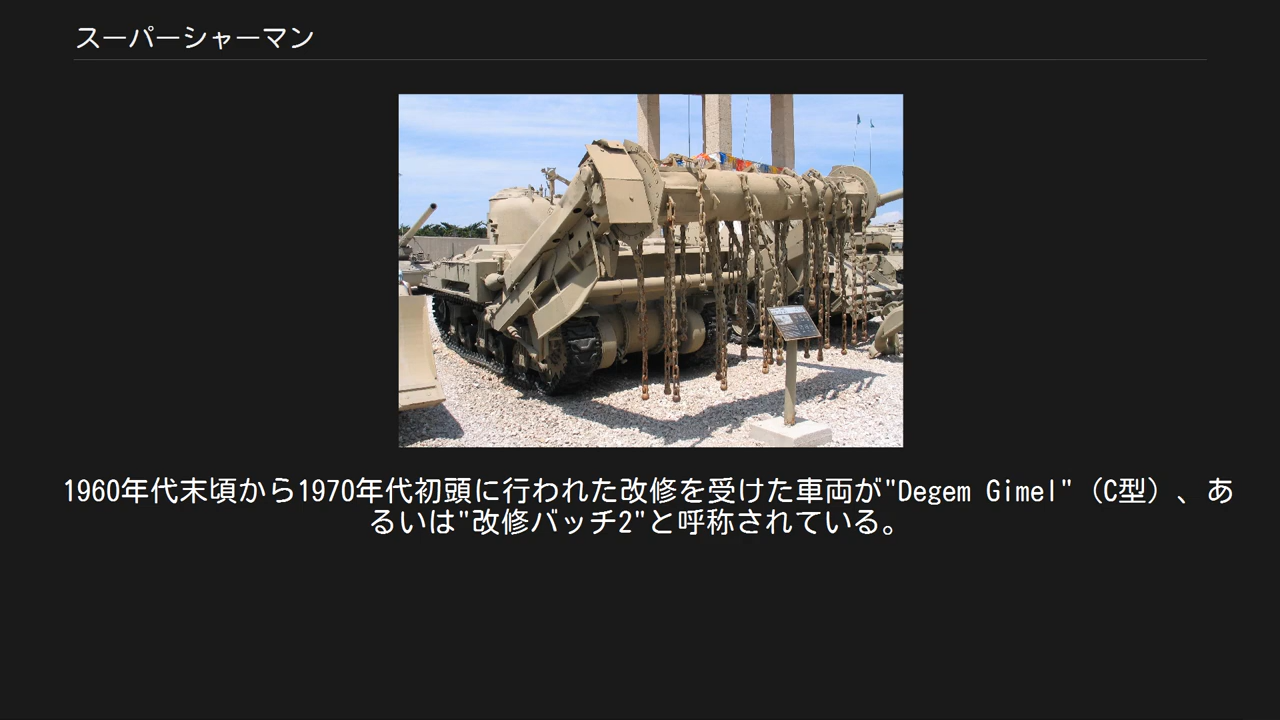 スーパーシャーマン
1960年代末頃から1970年代初頭に行われた改修を受けた車両が"Degem Gimel"（C型）、あ
るいは"改修バッチ2"と呼称されている。